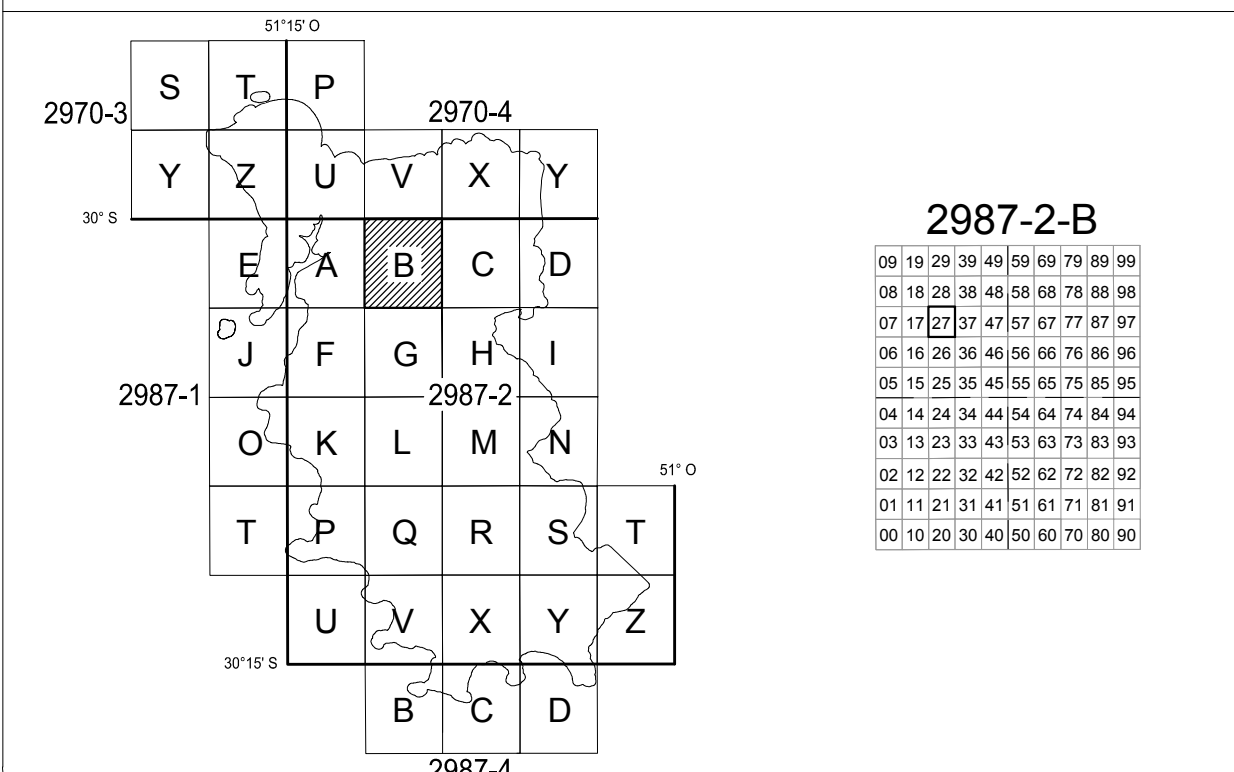 51°15' O
S T P
2970-3
2970-4
Y Z U V X Y
30° S
E A B C D
J F G H I
2987-1
2987-2
O K L M N
51° O
T P Q R S T
U V X Y Z
30°15' S
B C D
2987-4
2987-2-B
09 19 29 39 49 59 69 79 89 99
08 18 28 38 48 58 68 78 88 98
07 17 27 37 47 57 67 77 87 97
06 16 26 36 46 56 66 76 86 96
05 15 25 35 45 55 65 75 85 95
04 14 24 34 44 54 64 74 84 94
03 13 23 33 43 53 63 73 83 93
02 12 22 32 42 52 62 72 82 92
01 11 21 31 41 51 61 71 81 91
00 10 20 30 40 50 60 70 80 90